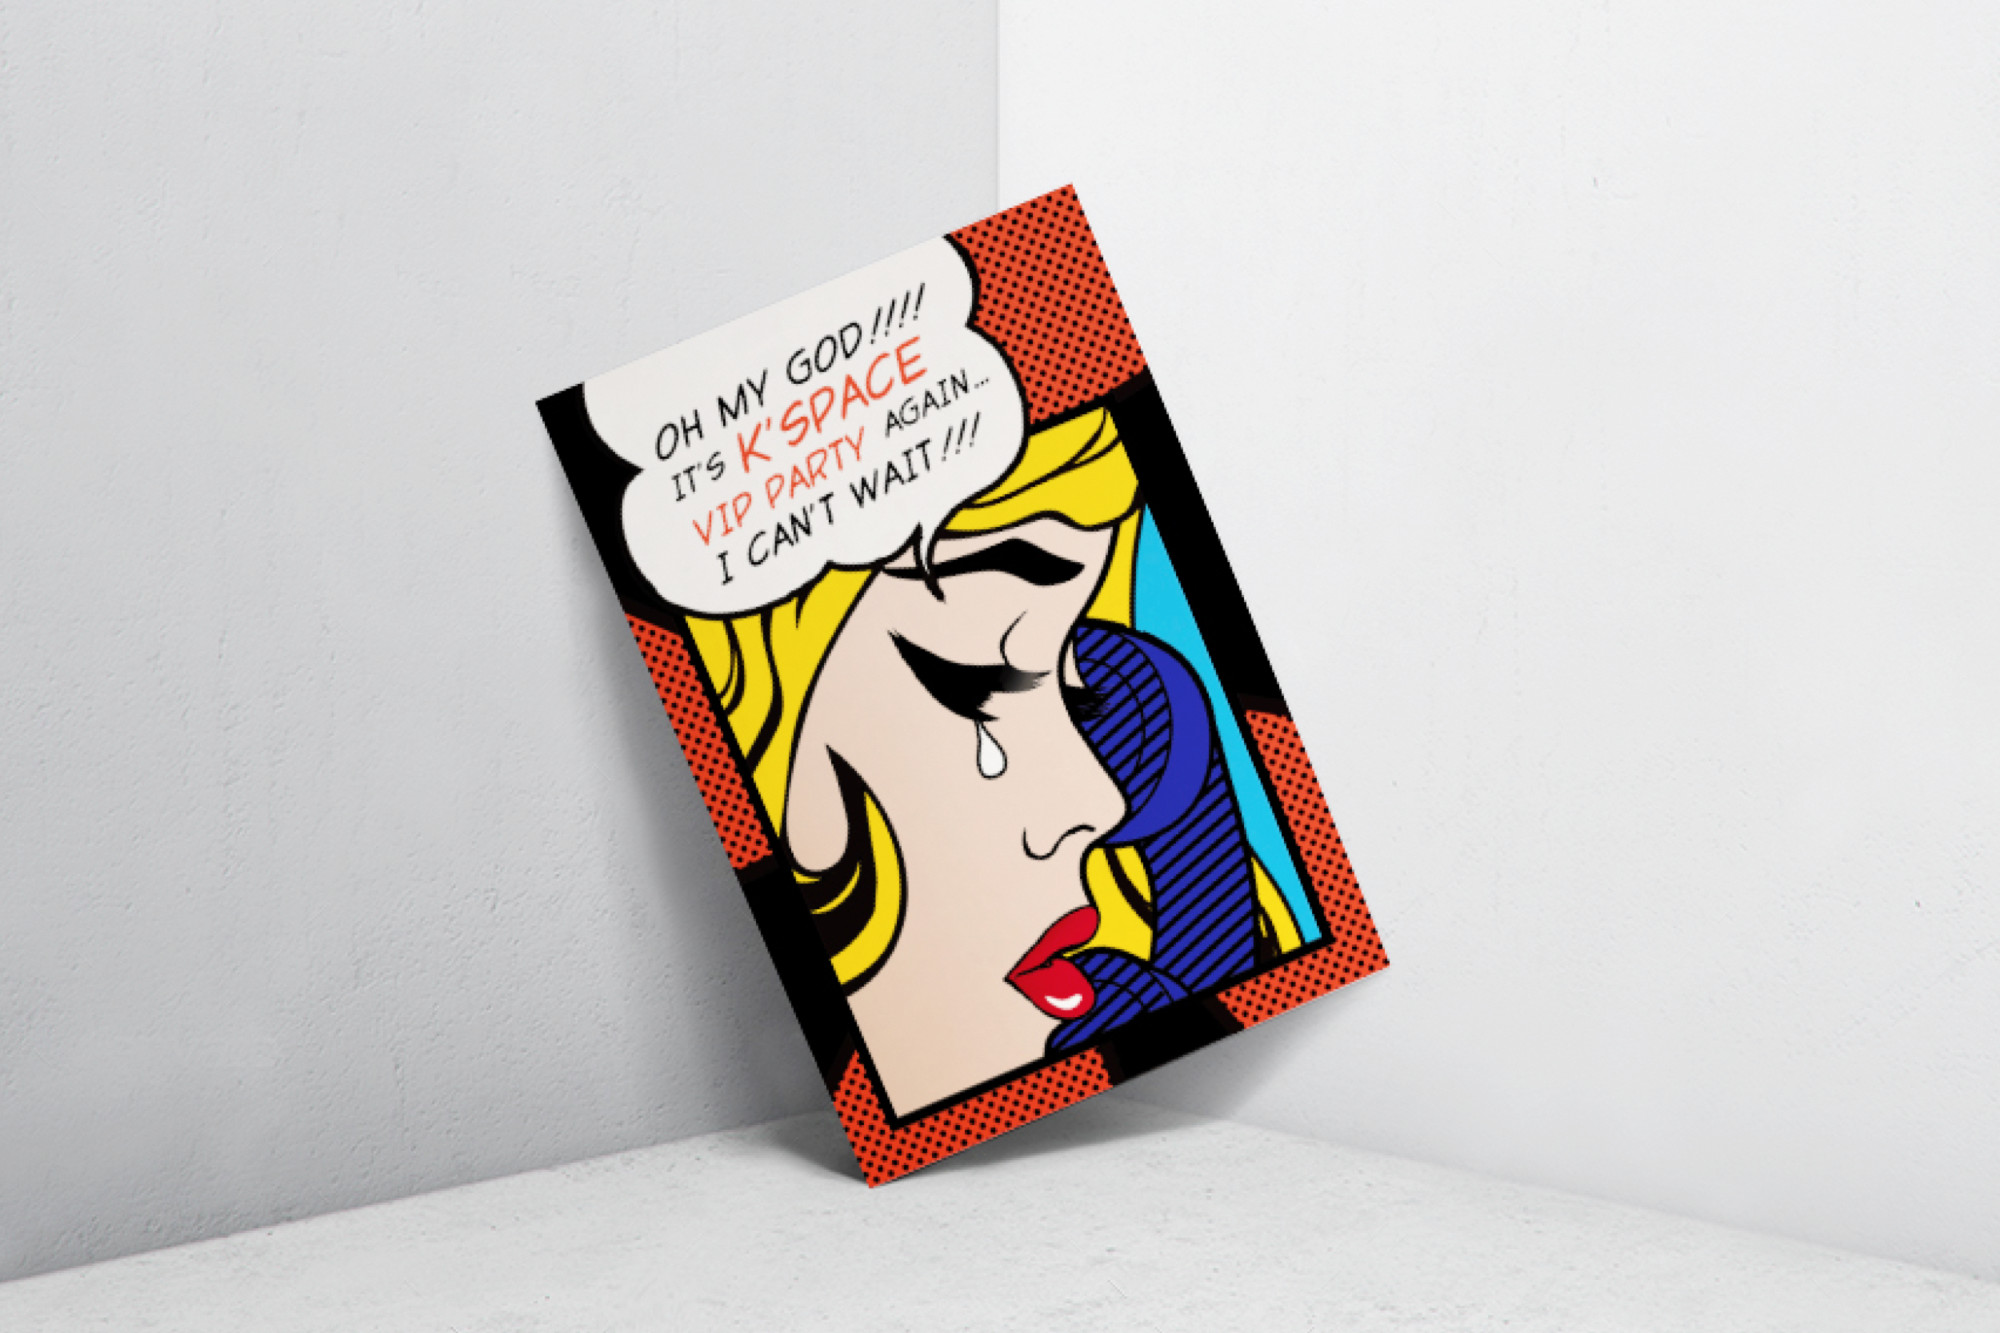 OH MY GOD!!!!
IT'S K'SPACE
VIP PARTY AGAIN...
I CAN'T WAIT!!!